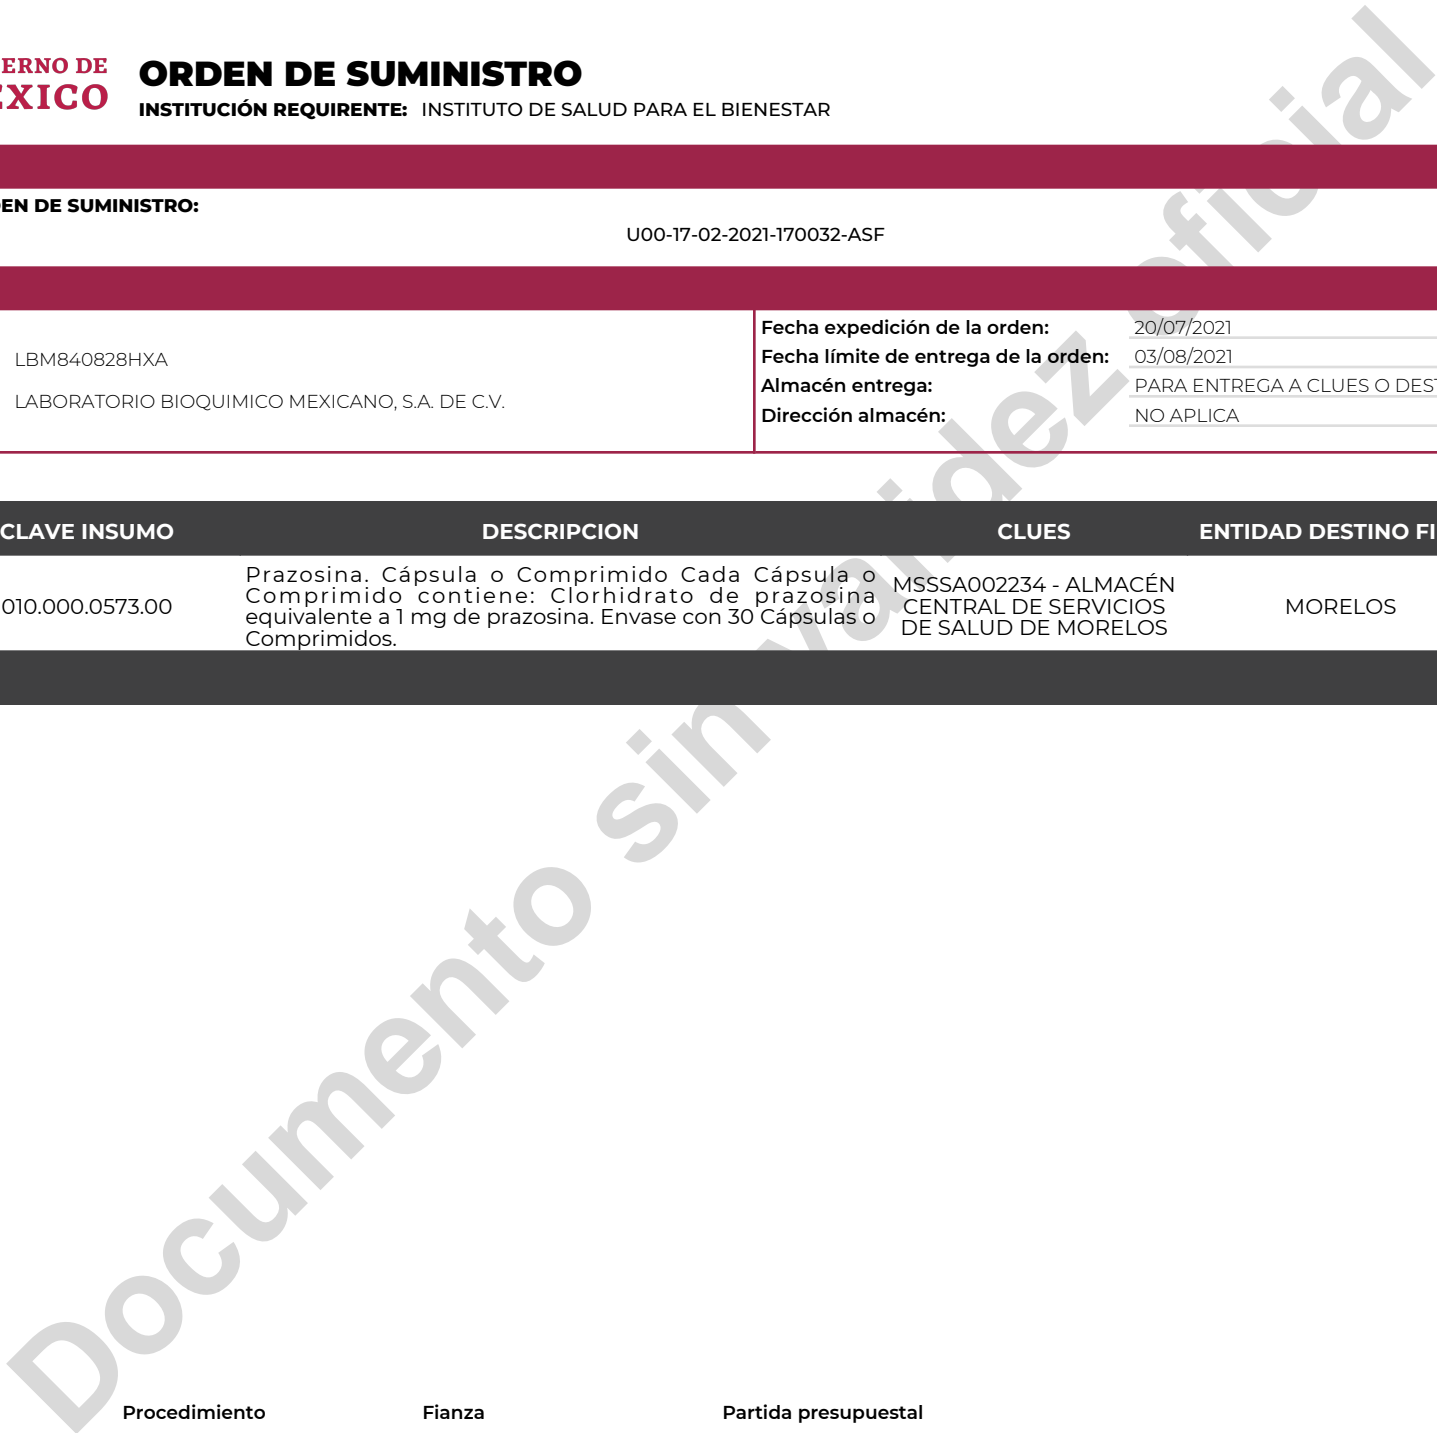 ERNO DE
EXICO
ORDEN DE SUMINISTRO
INSTITUCIÓN REQUIRENTE: INSTITUTO DE SALUD PARA EL BIENESTAR
EN DE SUMINISTRO:
U00-17-02-2021-170032-ASF
LBM840828HXA
LABORATORIO BIOQUIMICO MEXICANO, S.A. DE C.V.
Fecha expedición de la orden: 20/07/2021
Fecha límite de entrega de la orden: 03/08/2021
Almacén entrega: PARA ENTREGA A CLUES O DEST
Dirección almacén: NO APLICA
CLAVE INSUMO DESCRIPCION CLUES ENTIDAD DESTINO FI
010.000.0573.00
Prazosina. Cápsula o Comprimido Cada Cápsula o
Comprimido contiene: Clorhidrato de prazosina
equivalente a 1 mg de prazosina. Envase con 30 Cápsulas o
Comprimidos.
MSSSA002234 - ALMACÉN
CENTRAL DE SERVICIOS
DE SALUD DE MORELOS
MORELOS
Documento sin validez oficial
Procedimiento Fianza Partida presupuestal